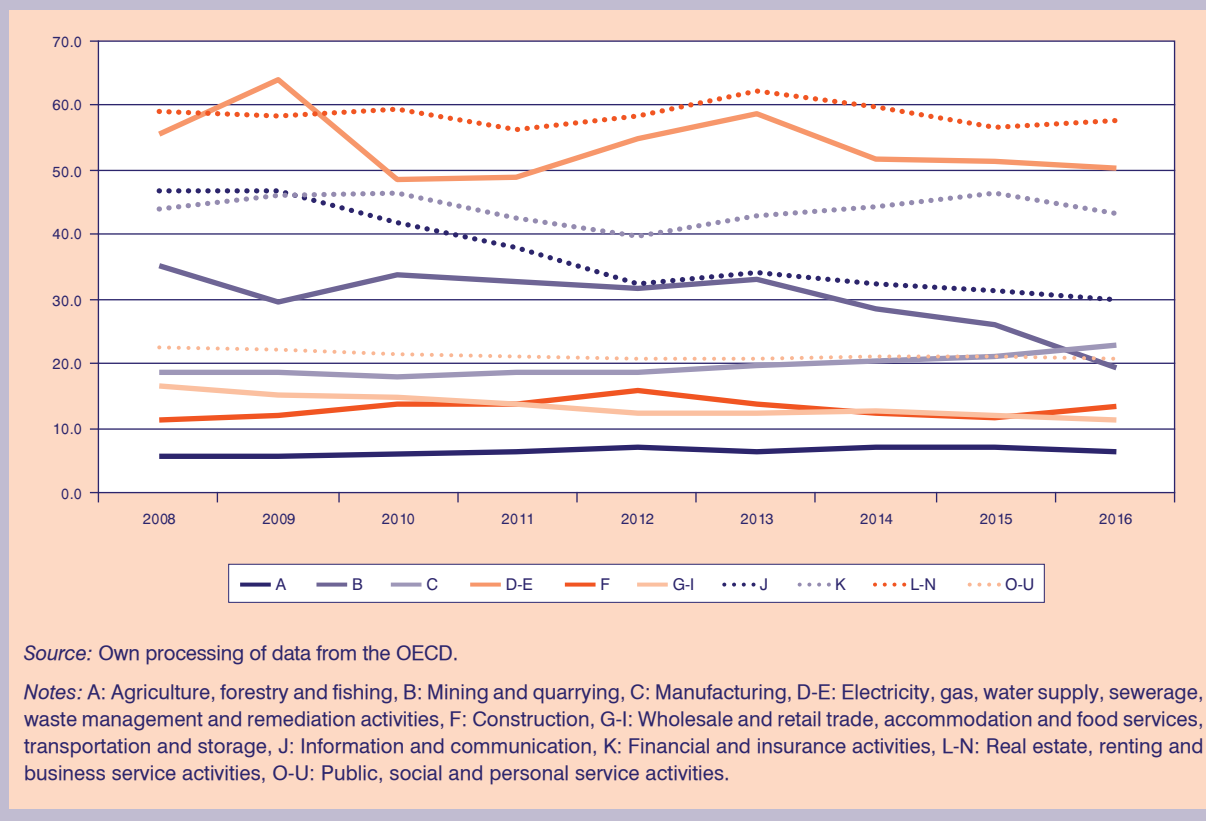 70.0
60.0
50.0
40.0
30.0
20.0
10.0
0.0
2008 2009 2010 2011 2012 2013 2014 2015 2016
A B C D-E F G-I J K L-N O-U
Source: Own processing of data from the OECD.
Notes: A: Agriculture, forestry and fishing, B: Mining and quarrying, C: Manufacturing, D-E: Electricity, gas, water supply, sewerage,
waste management and remediation activities, F: Construction, G-I: Wholesale and retail trade, accommodation and food services,
transportation and storage, J: Information and communication, K: Financial and insurance activities, L-N: Real estate, renting and
business service activities, O-U: Public, social and personal service activities.